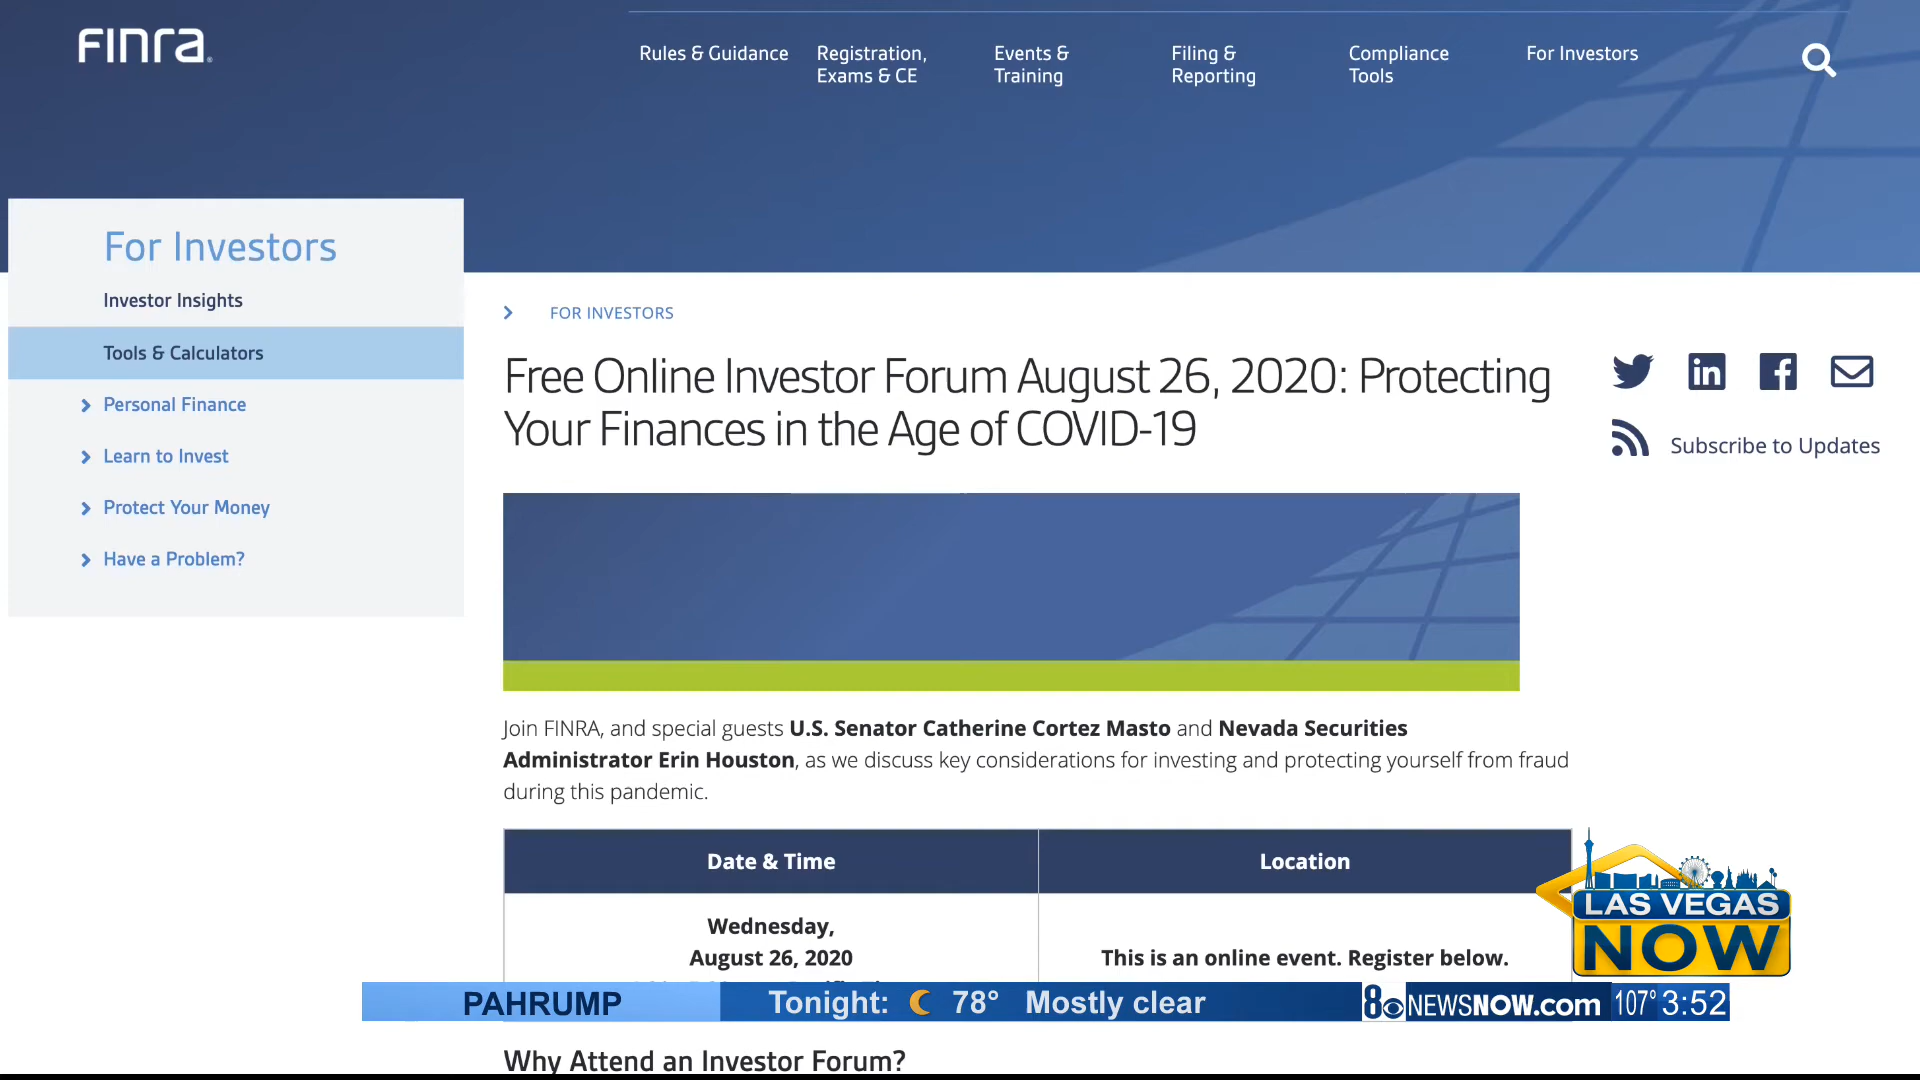 FINRA
Rules & Guidance
Registration,
Exams & CE
Events &
Training
Filing &
Reporting
Compliance
Tools
For Investors
For Investors
Investor Insights
Tools & Calculators
Personal Finance
Learn to Invest
Protect Your Money
Have a Problem?
FOR INVESTORS
Free Online Investor Forum August 26, 2020: Protecting
Your Finances in the Age of COVID-19
Subscribe to Updates
Join FINRA, and special guests U.S. Senator Catherine Cortez Masto and Nevada Securities
Administrator Erin Houston, as we discuss key considerations for investing and protecting yourself from fraud
during this pandemic.
Date & Time
Location
Wednesday,
August 26, 2020
This is an online event. Register below.
LAS VEGAS
NOW
PAHRUMP
Tonight: 78° Mostly clear
8 NEWSNOW.com 107° 3:52
Why Attend an Investor Forum?